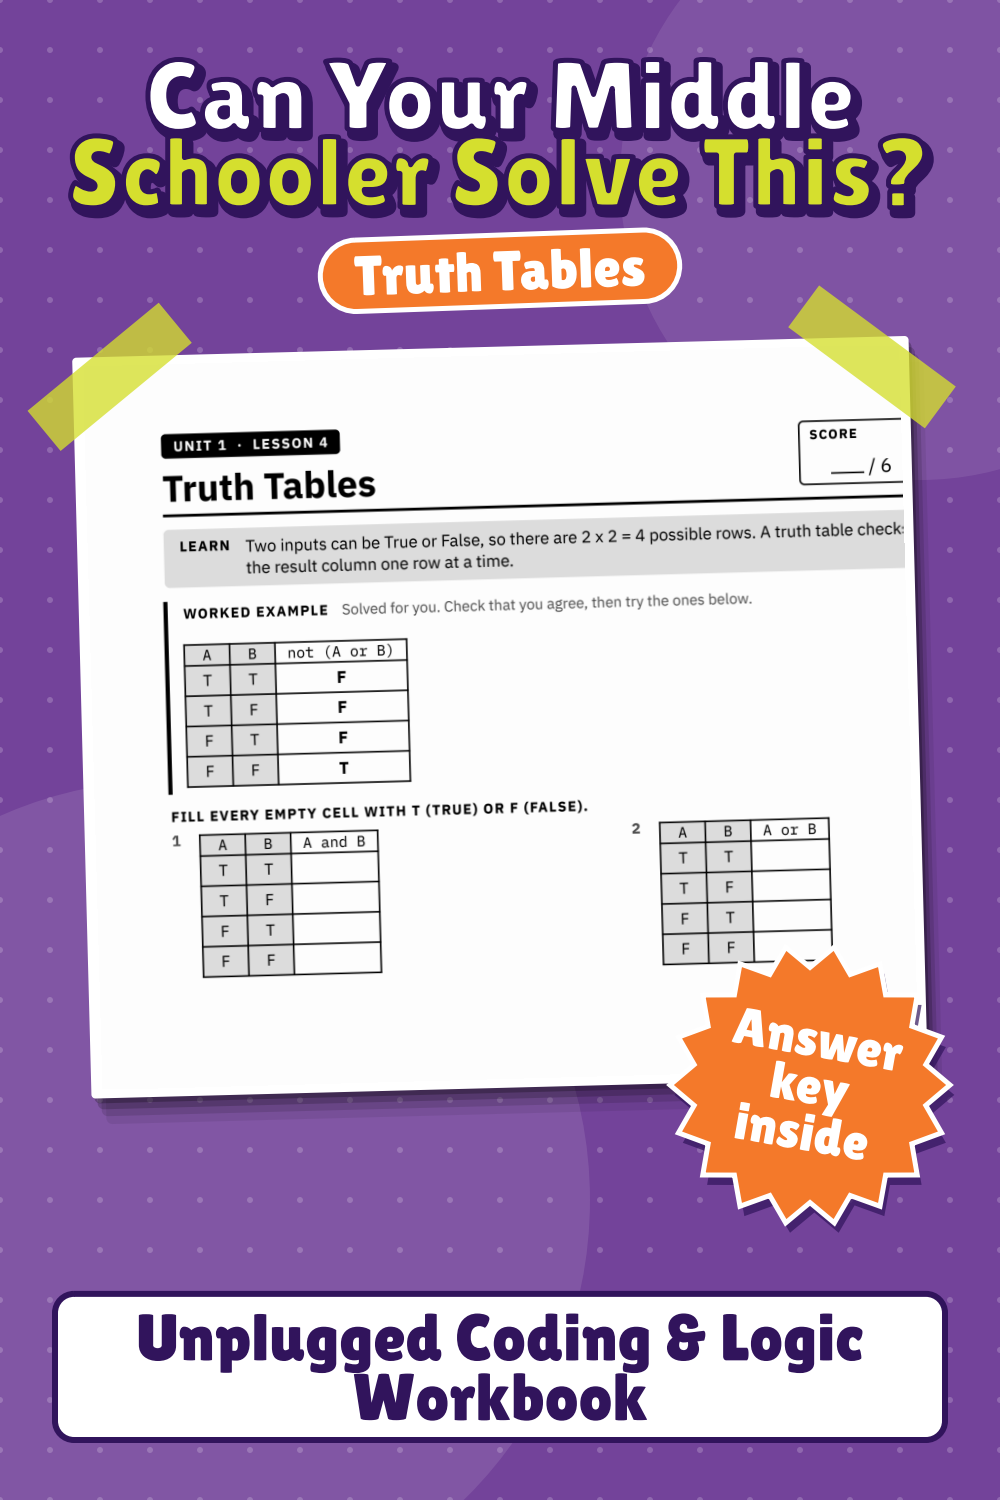 Can Your Middle
Schooler Solve This?
Truth Tables
UNIT 1 · LESSON 4
SCORE
/ 6
Truth Tables
LEARN Two inputs can be True or False, so there are 2 x 2 = 4 possible rows. A truth table check
the result column one row at a time.
WORKED EXAMPLE Solved for you. Check that you agree, then try the ones below.
A B not (A or B)
T T F
T F F
F T F
F F T
FILL EVERY EMPTY CELL WITH T (TRUE) OR F (FALSE).
1
A B A and B
T T
T F
F T
F F
2
A B A or B
T T
T F
F T
F F
Answer
key
inside
Unplugged Coding & Logic
Workbook